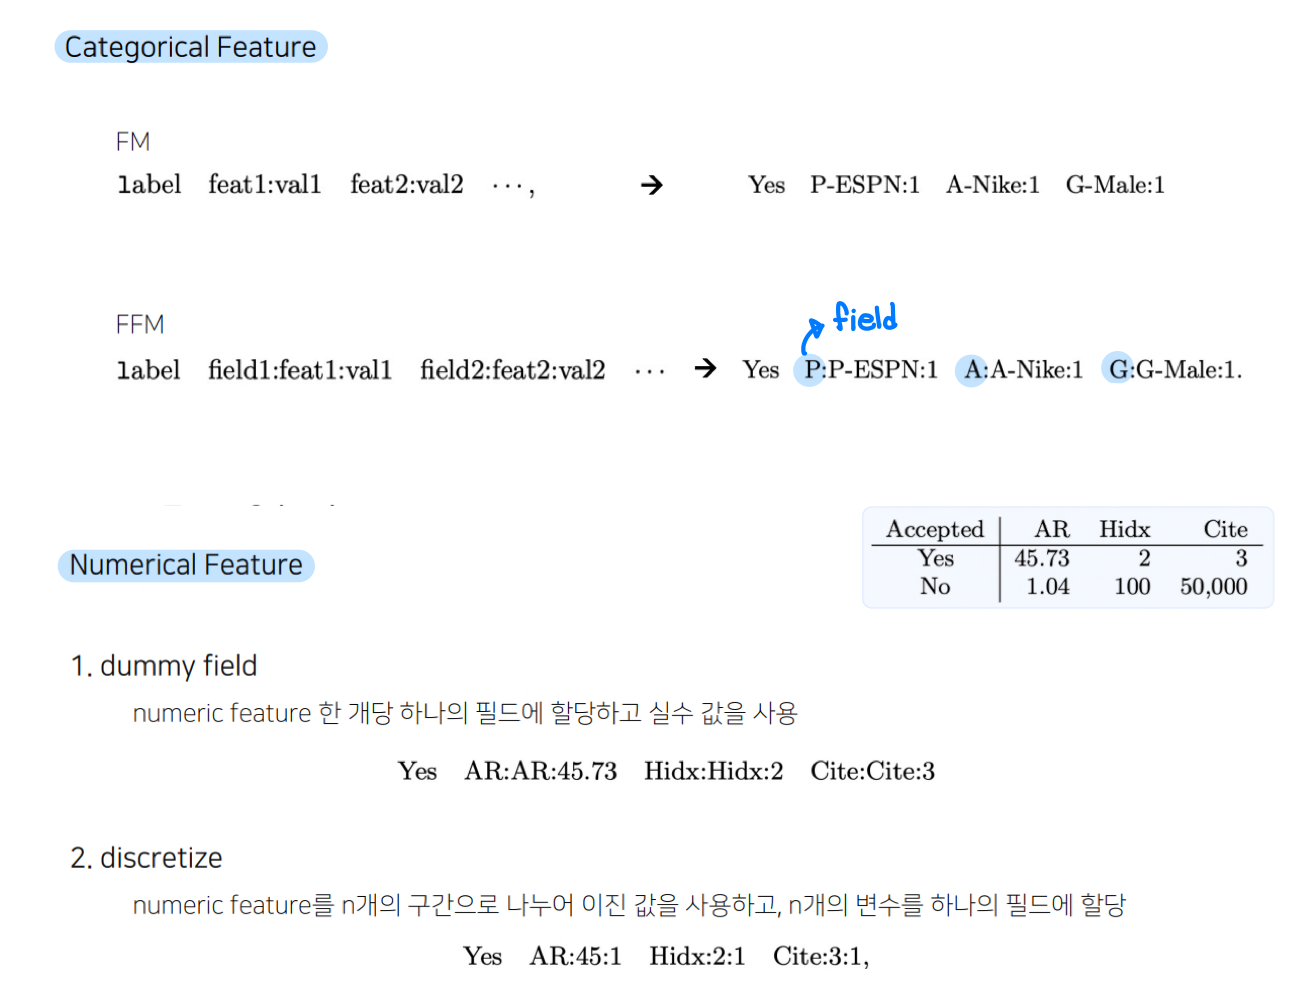 Categorical Feature
FM
label feat1:val1 feat2:val2 ⋯, → Yes P-ESPN:1 A-Nike:1 G-Male:1
field
FFM
label field1:feat1:val1 field2:feat2:val2 ⋯ → Yes P:P-ESPN:1 A:A-Nike:1 G:G-Male:1.
Accepted AR Hidx Cite
Yes 45.73 2 3
No 1.04 100 50,000
Numerical Feature
1. dummy field
numeric feature 한 개당 하나의 필드에 할당하고 실수 값을 사용
Yes AR:AR:45.73 Hidx:Hidx:2 Cite:Cite:3
2. discretize
numeric feature를 n개의 구간으로 나누어 이진 값을 사용하고, n개의 변수를 하나의 필드에 할당
Yes AR:45:1 Hidx:2:1 Cite:3:1,